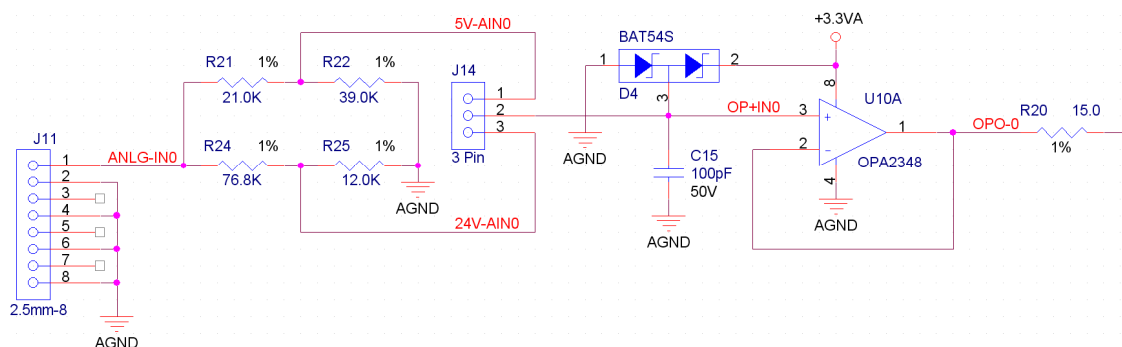 +3.3VA
5V-AIN0
BAT54S
R21 1% R22 1%
21.0K 39.0K
J14
1
2
3
3 Pin
1 2
D4
3
8
U10A
OP+IN0
3
+
1
OPO-0
R20 15.0
1%
2
-
OPA2348
4
AGND
AGND
J11
ANLG-IN0
R24 1% R25 1%
76.8K 12.0K
AGND
24V-AIN0
C15
100pF
50V
AGND
1
2
3
4
5
6
7
8
2.5mm-8
AGND